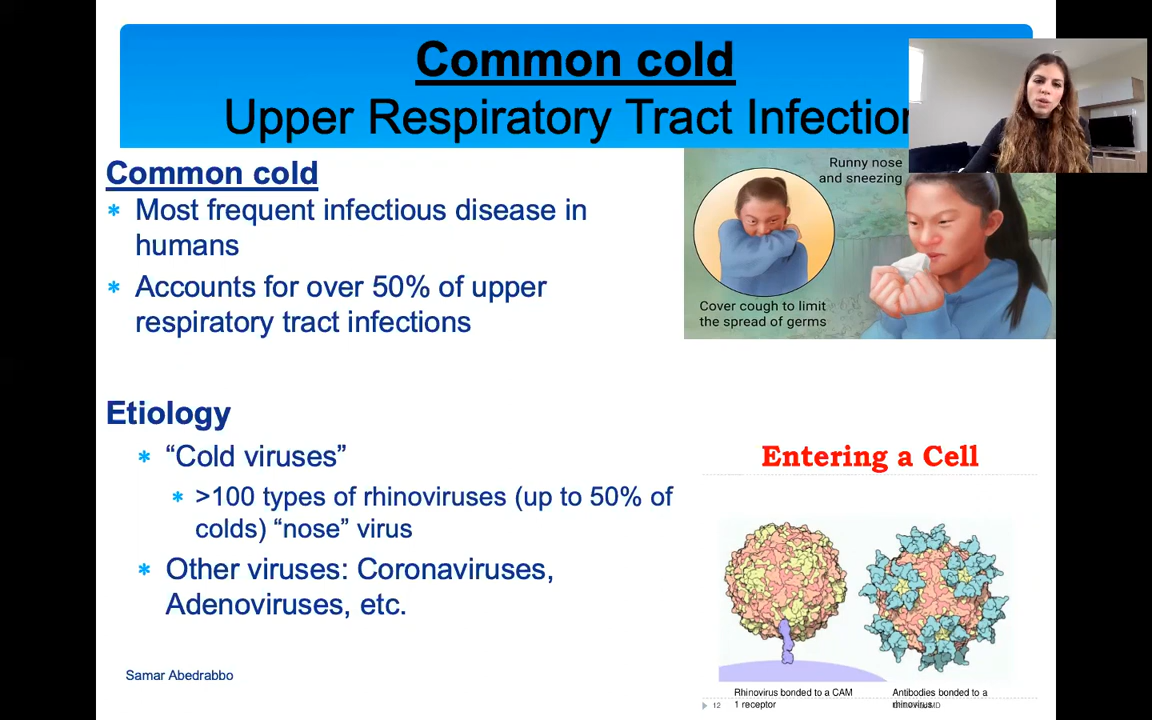 Common cold
Upper Respiratory Tract Infection
Common cold
* Most frequent infectious disease in
humans
* Accounts for over 50% of upper
respiratory tract infections
Runny nose
and sneezing
Cover cough to limit
the spread of germs
Etiology
* “Cold viruses”
* >100 types of rhinoviruses (up to 50% of
colds) “nose” virus
* Other viruses: Coronaviruses,
Adenoviruses, etc.
Entering a Cell
Rhinovirus bonded to a CAM
1 receptor
Antibodies bonded to a
rhinovirus
12
Samar Abedrabbo